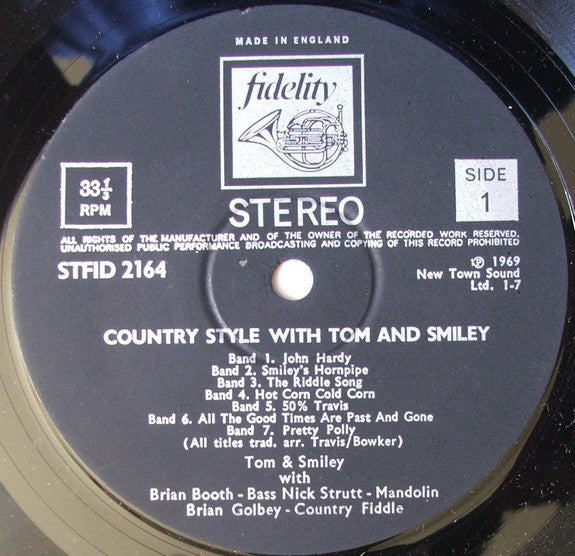 MADE IN ENGLAND
fidelity
33⅓
RPM
STEREO
SIDE
1
ALL RIGHTS OF THE MANUFACTURER AND OF THE OWNER OF THE RECORDED WORK RESERVED.
UNAUTHORISED PUBLIC PERFORMANCE BROADCASTING AND COPYING OF THIS RECORD PROHIBITED
STFID 2164
℗ 1969
New Town Sound
Ltd. 1-7
COUNTRY STYLE WITH TOM AND SMILEY
Band 1. John Hardy
Band 2. Smiley's Hornpipe
Band 3. The Riddle Song
Band 4. Hot Corn Cold Corn
Band 5. 50% Travis
Band 6. All The Good Times Are Past And Gone
Band 7. Pretty Polly
(All titles trad. arr. Travis/Bowker)
Tom & Smiley
with
Brian Booth - Bass Nick Strutt - Mandolin
Brian Golbey - Country Fiddle